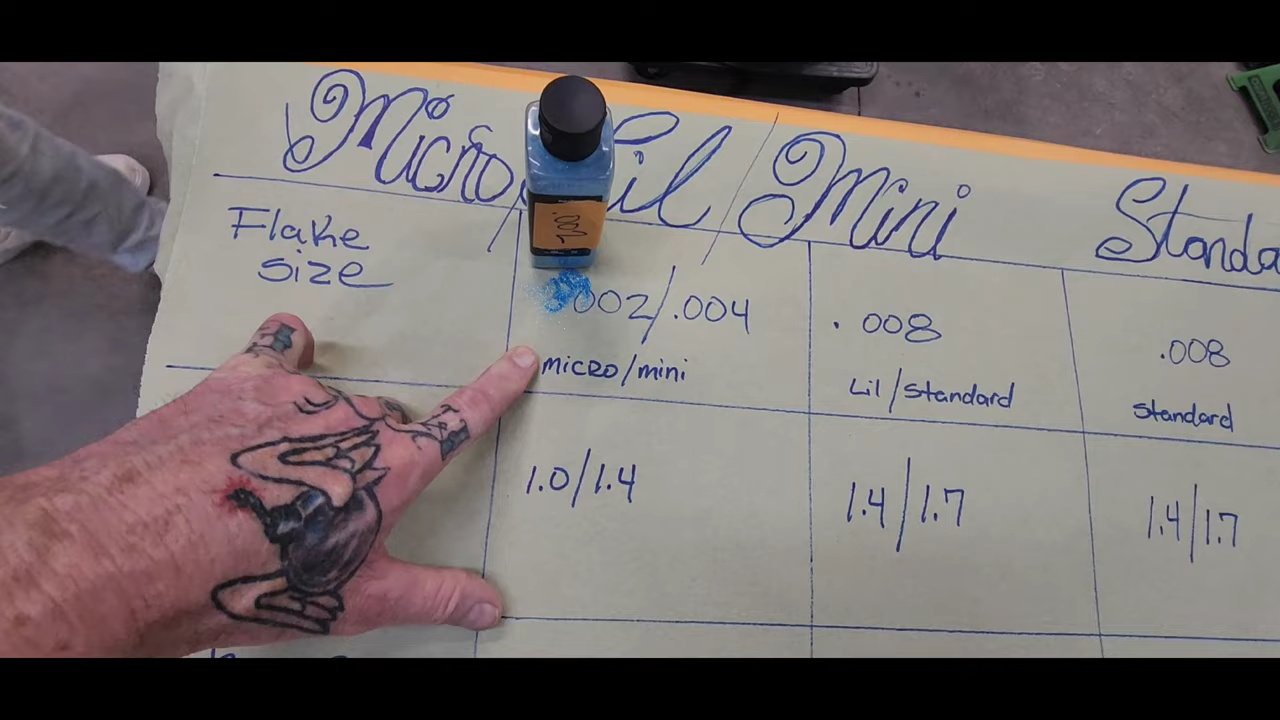 Micro / Lil / Mini Standa
Flake
size
.002/.004
micro/mini
.008
Lil/Standard
.008
Standard
1.0/1.4
1.4/1.7
1.4/1.7